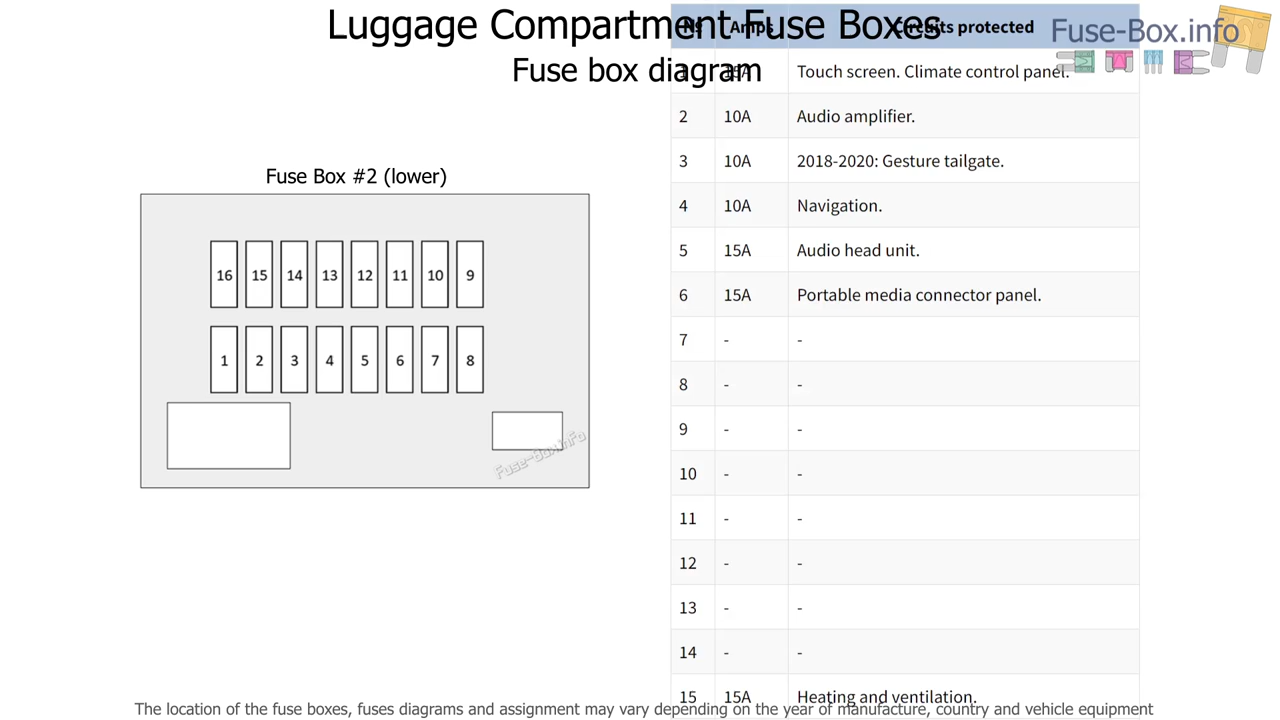 Luggage Compartment Fuse Boxes
Fuse box diagram
Fuse-Box.info
Fuse Box #2 (lower)
16 15 14 13 12 11 10 9
1 2 3 4 5 6 7 8
Fuse-Box.info
Amps Circuits protected
Touch screen. Climate control panel.
2 10A Audio amplifier.
3 10A 2018-2020: Gesture tailgate.
4 10A Navigation.
5 15A Audio head unit.
6 15A Portable media connector panel.
7 - -
8 - -
9 - -
10 - -
11 - -
12 - -
13 - -
14 - -
15 15A Heating and ventilation.
The location of the fuse boxes, fuses diagrams and assignment may vary depending on the year of manufacture, country and vehicle equipment